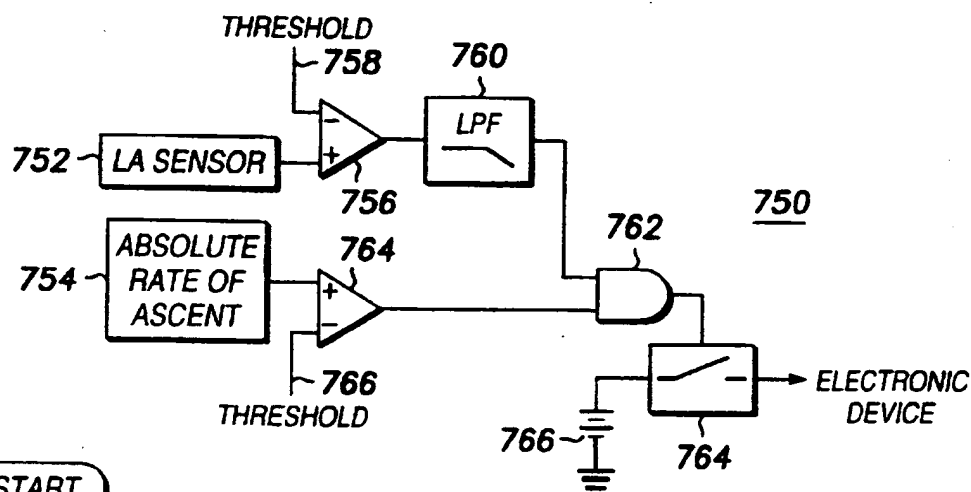 THRESHOLD
758
760
LPF
752
LA SENSOR
-
+
756
750
762
764
754
ABSOLUTE
RATE OF
ASCENT
+
-
766
THRESHOLD
ELECTRONIC
DEVICE
766
764
START